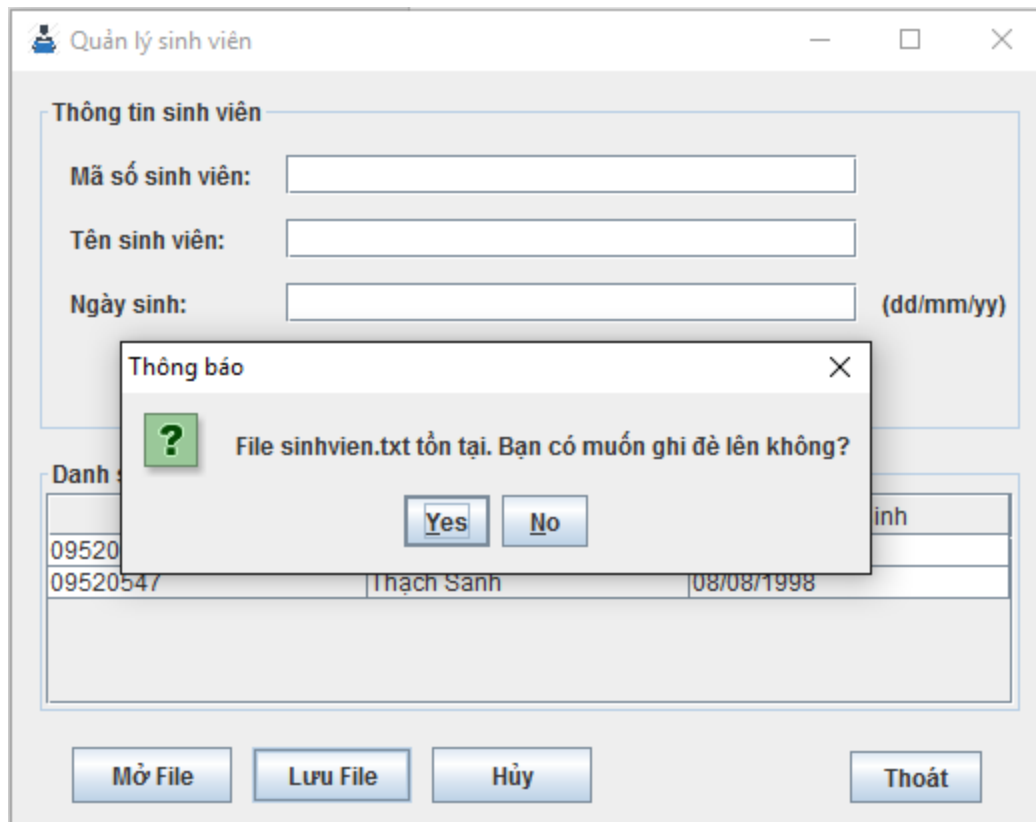 Quản lý sinh viên
Thông tin sinh viên
Mã số sinh viên:
Tên sinh viên:
Ngày sinh: (dd/mm/yy)
Thông báo
File sinhvien.txt tồn tại. Bạn có muốn ghi đè lên không?
Yes No
Danh
inh
09520
09520547 Thạch Sanh 08/08/1998
Mở File Lưu File Hủy Thoát